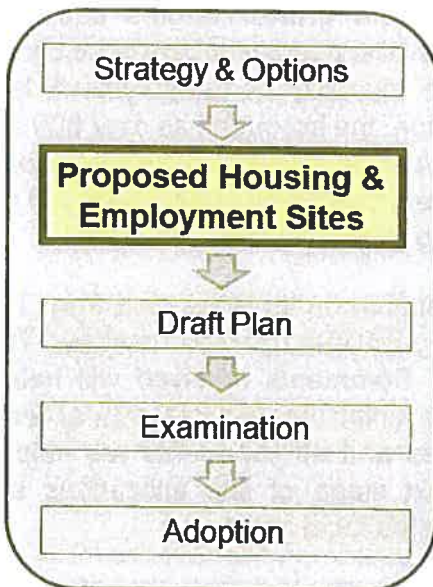 Strategy & Options
Proposed Housing &
Employment Sites
Draft Plan
Examination
Adoption